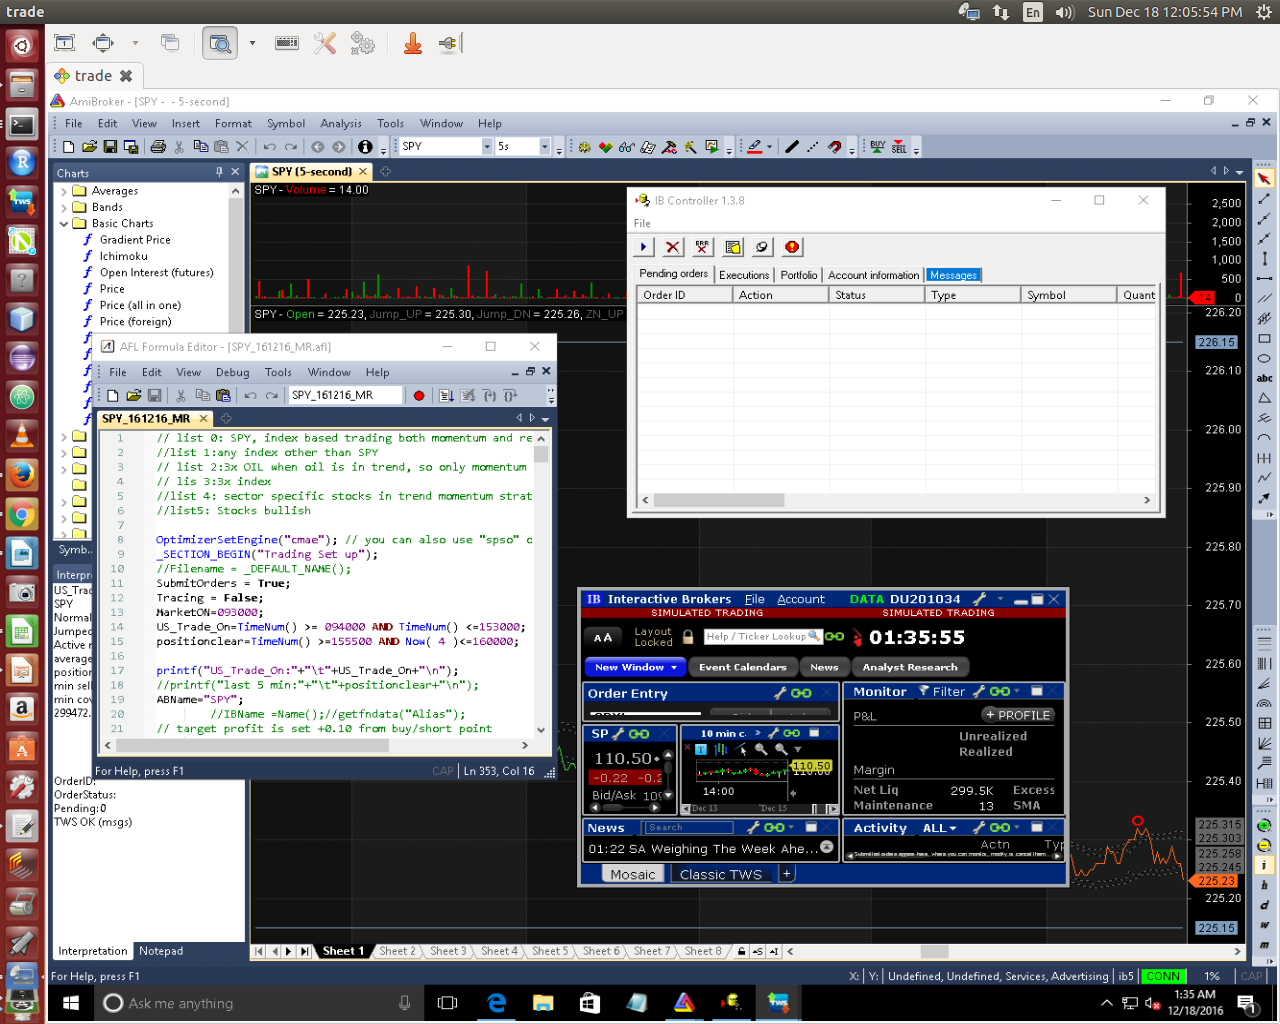 trade
En
Sun Dec 18 12:05:54 PM
trade
AmiBroker - [SPY - - 5-second]
File Edit View Insert Format Symbol Analysis Tools Window Help
SPY 5s
BUY SELL
Charts
SPY (5-second)
Averages
Bands
Basic Charts
Gradient Price
Ichimoku
Open Interest (futures)
Price
Price (all in one)
Price (foreign)
SPY - Volume = 14.00
2,500
2,000
1,500
1,000
500
14 0
SPY - Open = 225.23, Jump_UP = 225.30, Jump_DN = 225.26, ZN_UP
226.20
226.15
226.10
226.00
225.90
225.80
225.70
225.60
225.50
225.40
225.315
225.303
225.258
225.245
225.23
225.20
225.15
IB Controller 1.3.8
File
ERR
Pending orders Executions Portfolio Account information Messages
Order ID Action Status Type Symbol Quant
AFL Formula Editor - [SPY_161216_MR.afl]
File Edit View Debug Tools Window Help
SPY_161216_MR
SPY_161216_MR
1 // list 0: SPY, index based trading both momentum and re
2 //list 1:any index other than SPY
3 // list 2:3x OIL when oil is in trend, so only momentum
4 // lis 3:3x index
5 //list 4: sector specific stocks in trend momentum strat
6 //list5: Stocks bullish
7
8 OptimizerSetEngine("cmae"); // you can also use "spso" o
9 _SECTION_BEGIN("Trading Set up");
10 //Filename = _DEFAULT_NAME();
11 SubmitOrders = True;
12 Tracing = False;
13 MarketON=093000;
14 US_Trade_On=TimeNum() >= 094000 AND TimeNum() <=153000;
15 positionclear=TimeNum() >=155500 AND Now( 4 )<=160000;
16
17 printf("US_Trade_On:"+"\t"+US_Trade_On+"\n");
18 //printf("last 5 min:"+"\t"+positionclear+"\n");
19 ABName="SPY";
20 //IBName =Name();//getfndata("Alias");
21 // target profit is set +0.10 from buy/short point
For Help, press F1 CAP Ln 353, Col 16
Symb..
Interpr
US_Trad
SPY
Normal
Jumped
Active r
average
position
min sell
min cov
299472.
OrderID:
OrderStatus:
Pending:0
TWS OK (msgs)
IB Interactive Brokers File Account DATA DU201034
SIMULATED TRADING SIMULATED TRADING
AA Layout Locked Help / Ticker Lookup 01:35:55
New Window Event Calendars News Analyst Research
Order Entry
Monitor Filter
P&L + PROFILE
Unrealized
Realized
Margin
Net Liq 299.5K Excess
Maintenance 13 SMA
SP
110.50
-0.22 -0.2
Bid/Ask 109
10 min c. »
110.50
110.00
14:00
Dec 13 Dec 15
News Search
01:22 SA Weighing The Week Ahe...
Activity ALL
Actn Typ
Submitted orders appear here, where you can monitor, modify or cancel them
Mosaic Classic TWS +
abc
i
h
d
w
m
Interpretation Notepad
Sheet 1 Sheet 2 Sheet 3 Sheet 4 Sheet 5 Sheet 6 Sheet 7 Sheet 8
For Help, press F1 X: Y: Undefined, Undefined, Services, Advertising ib5 CONN 1% CAP
Ask me anything
TWS
1:35 AM
12/18/2016
1